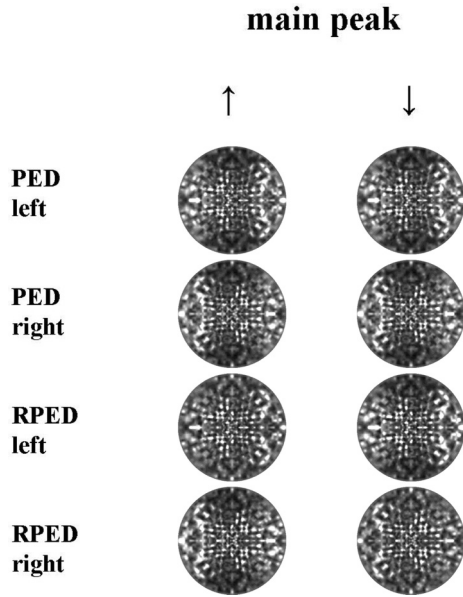 main peak
↑ ↓
PED
left
PED
right
RPED
left
RPED
right